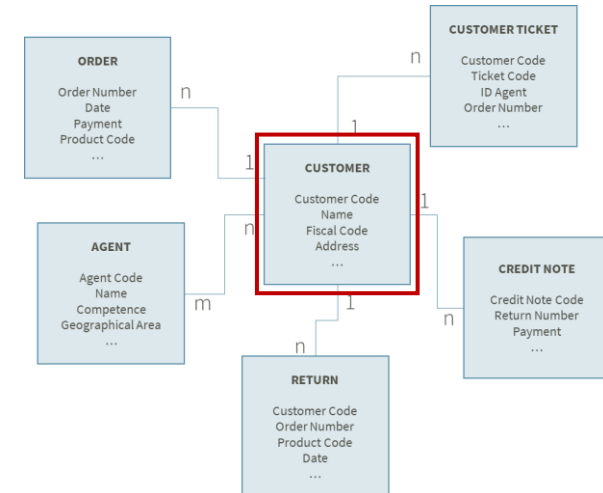 CUSTOMER TICKET
Customer Code
Ticket Code
ID Agent
Order Number
...
n
1
ORDER
Order Number
Date
Payment
Product Code
...
n
1
CUSTOMER
Customer Code
Name
Fiscal Code
Address
...
n
1
AGENT
Agent Code
Name
Competence
Geographical Area
...
m
CREDIT NOTE
Credit Note Code
Return Number
Payment
...
n
1
n
RETURN
Customer Code
Order Number
Product Code
Date
...